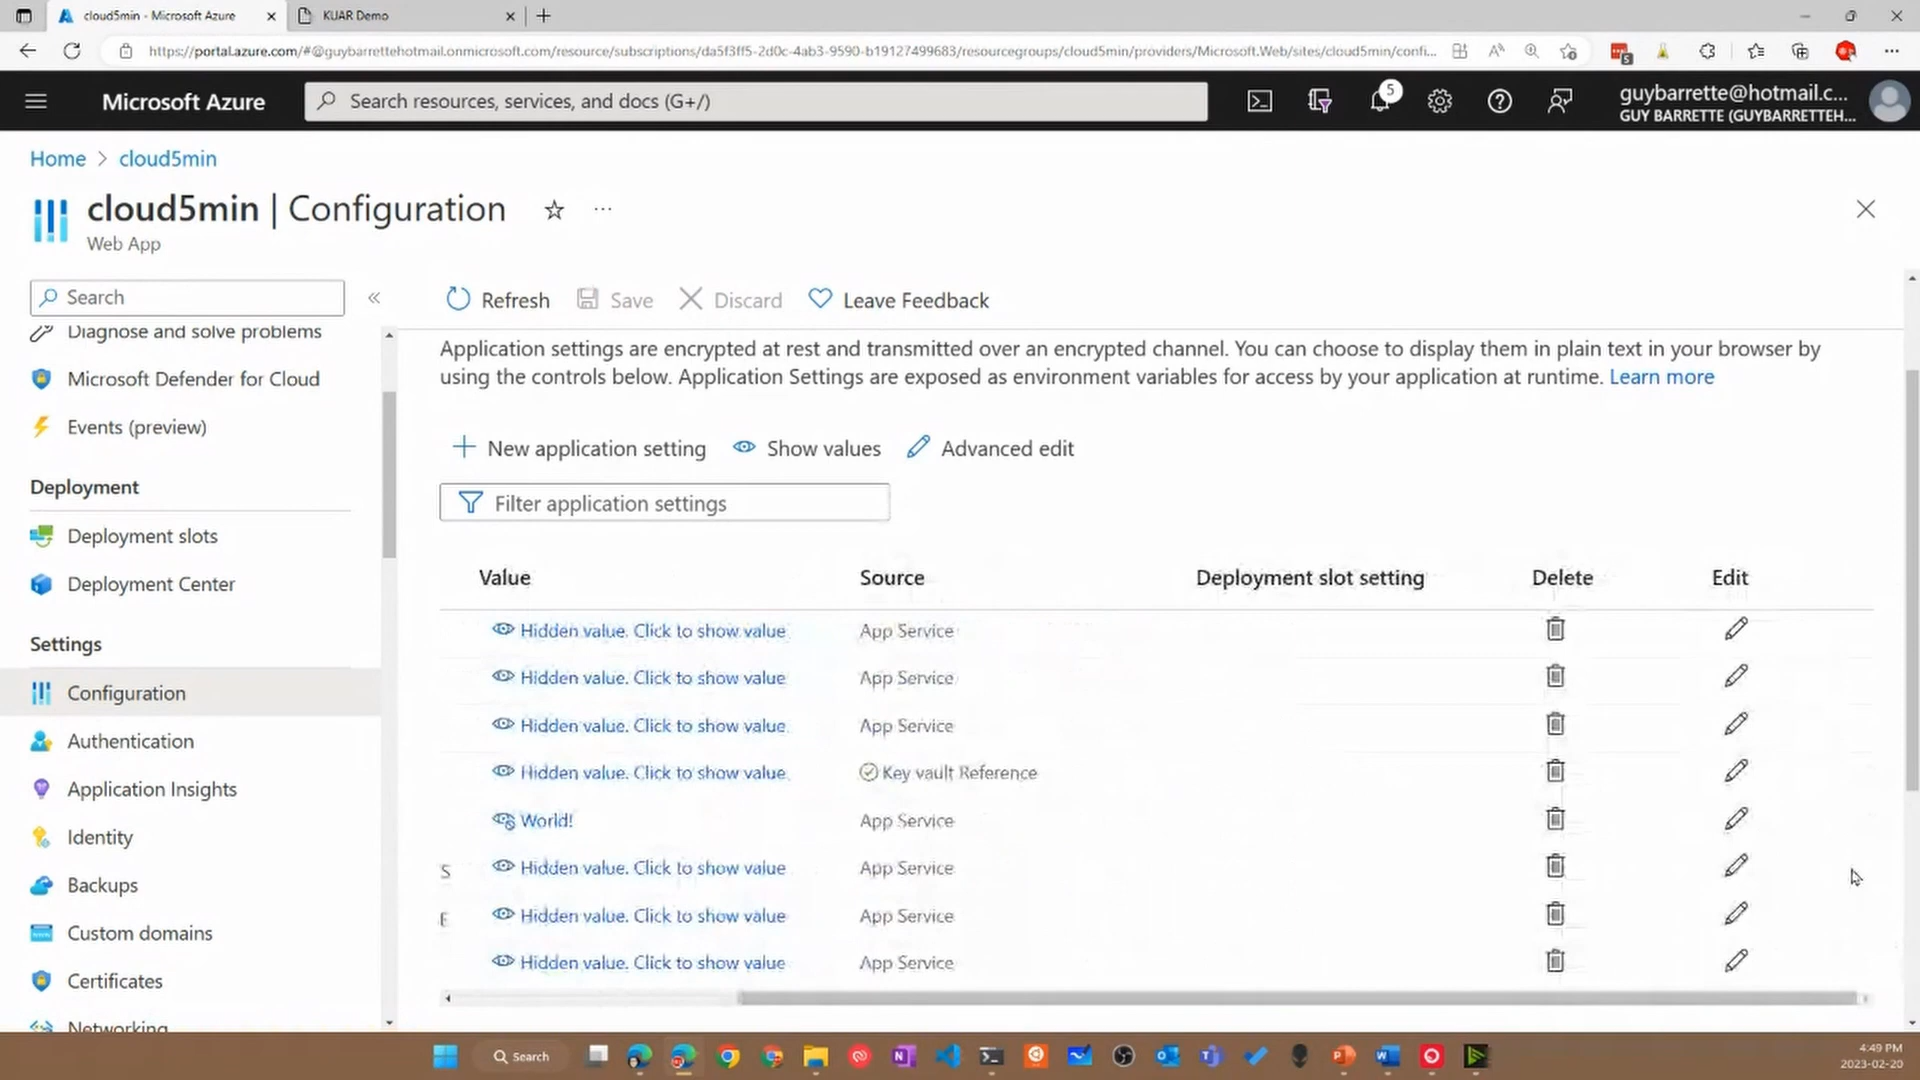 cloud5min - Microsoft Azure
KUAR Demo
https://portal.azure.com/#@guybarrettehotmail.onmicrosoft.com/resource/subscriptions/da5f3ff5-2d0c-4ab3-9590-b19127499683/resourcegroups/cloud5min/providers/Microsoft.Web/sites/cloud5min/confi...
5
Microsoft Azure
Search resources, services, and docs (G+/)
5
guybarrette@hotmail.c...
GUY BARRETTE (GUYBARRETTEH...
Home > cloud5min
cloud5min | Configuration
Web App
Search
«
Refresh
Save
Discard
Leave Feedback
Diagnose and solve problems
Microsoft Defender for Cloud
Events (preview)
Deployment
Deployment slots
Deployment Center
Settings
Configuration
Authentication
Application Insights
Identity
Backups
Custom domains
Certificates
Networking
Application settings are encrypted at rest and transmitted over an encrypted channel. You can choose to display them in plain text in your browser by
using the controls below. Application Settings are exposed as environment variables for access by your application at runtime. Learn more
New application setting
Show values
Advanced edit
Filter application settings
Value Source Deployment slot setting Delete Edit
Hidden value. Click to show value App Service
Hidden value. Click to show value App Service
Hidden value. Click to show value App Service
Hidden value. Click to show value Key vault Reference
World! App Service
S Hidden value. Click to show value App Service
E Hidden value. Click to show value App Service
Hidden value. Click to show value App Service
Search
4:49 PM
2023-02-20